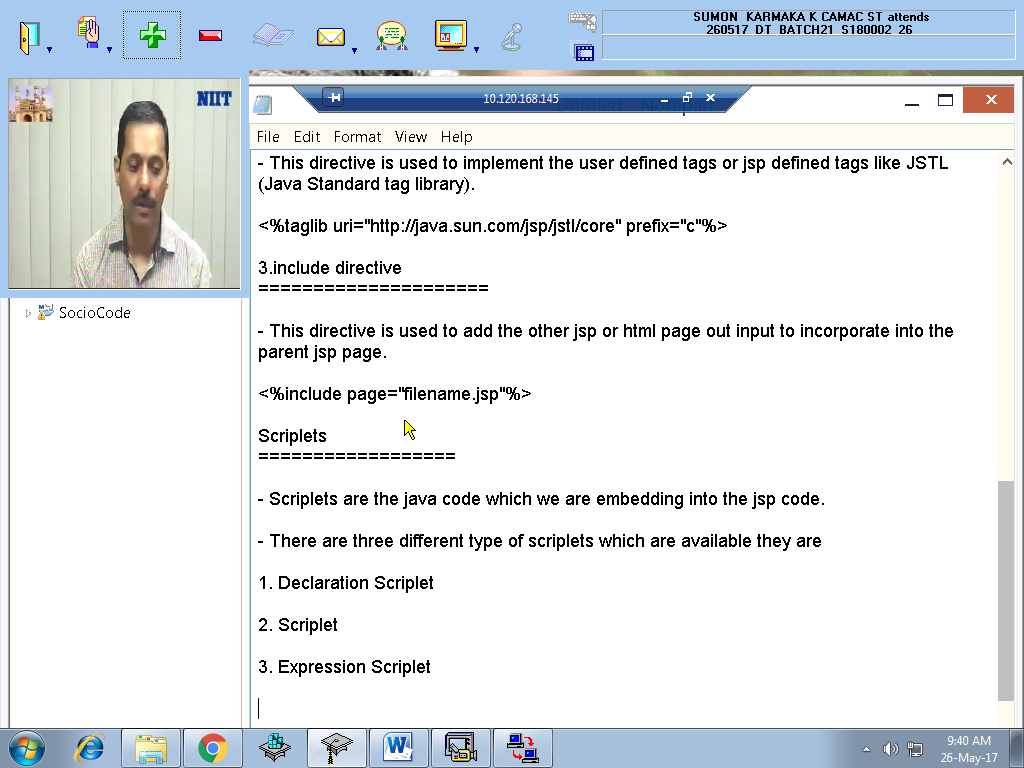 SUMON KARMAKA K CAMAC ST attends
260517_DT_BATCH21_S180002_26
NIIT
10.120.168.145
Untitled - Notepad
File Edit Format View Help
- This directive is used to implement the user defined tags or jsp defined tags like JSTL
(Java Standard tag library).
<%taglib uri="http://java.sun.com/jsp/jstl/core" prefix="c"%>
3.include directive
=====================
- This directive is used to add the other jsp or html page out input to incorporate into the
parent jsp page.
<%include page="filename.jsp"%>
Scriplets
==================
- Scriplets are the java code which we are embedding into the jsp code.
- There are three different type of scriplets which are available they are
1. Declaration Scriplet
2. Scriplet
3. Expression Scriplet
SocioCode
9:40 AM
26-May-17